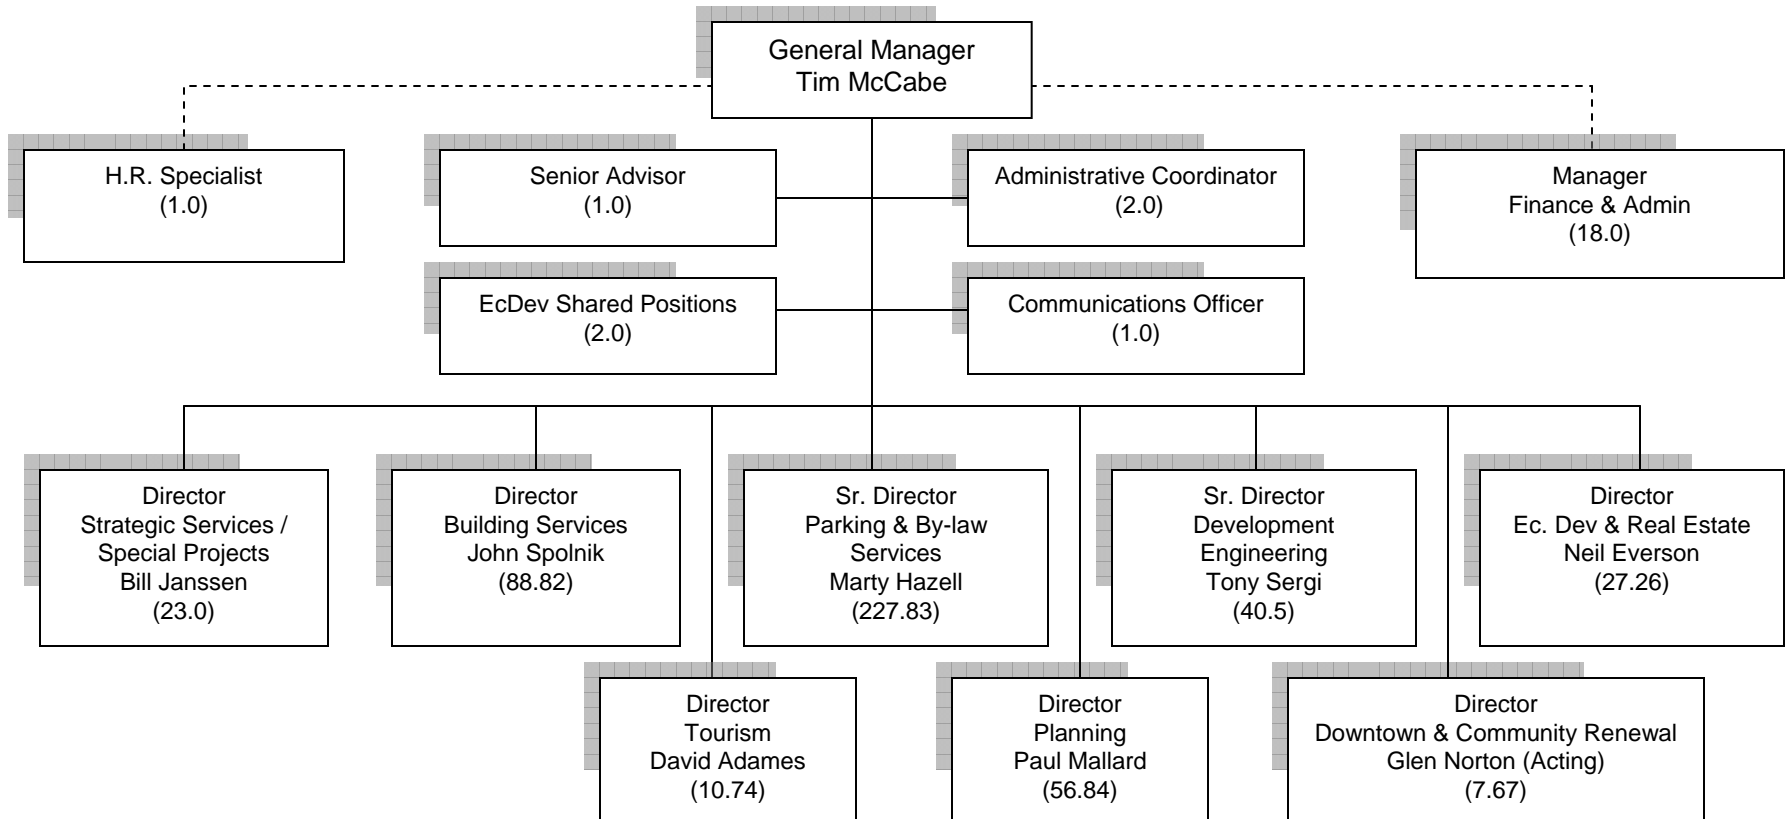 General Manager
Tim McCabe
H.R. Specialist
(1.0)
Senior Advisor
(1.0)
Administrative Coordinator
(2.0)
Manager
Finance & Admin
(18.0)
EcDev Shared Positions
(2.0)
Communications Officer
(1.0)
Director
Strategic Services /
Special Projects
Bill Janssen
(23.0)
Director
Building Services
John Spolnik
(88.82)
Sr. Director
Parking & By-law
Services
Marty Hazell
(227.83)
Sr. Director
Development
Engineering
Tony Sergi
(40.5)
Director
Ec. Dev & Real Estate
Neil Everson
(27.26)
Director
Tourism
David Adames
(10.74)
Director
Planning
Paul Mallard
(56.84)
Director
Downtown & Community Renewal
Glen Norton (Acting)
(7.67)